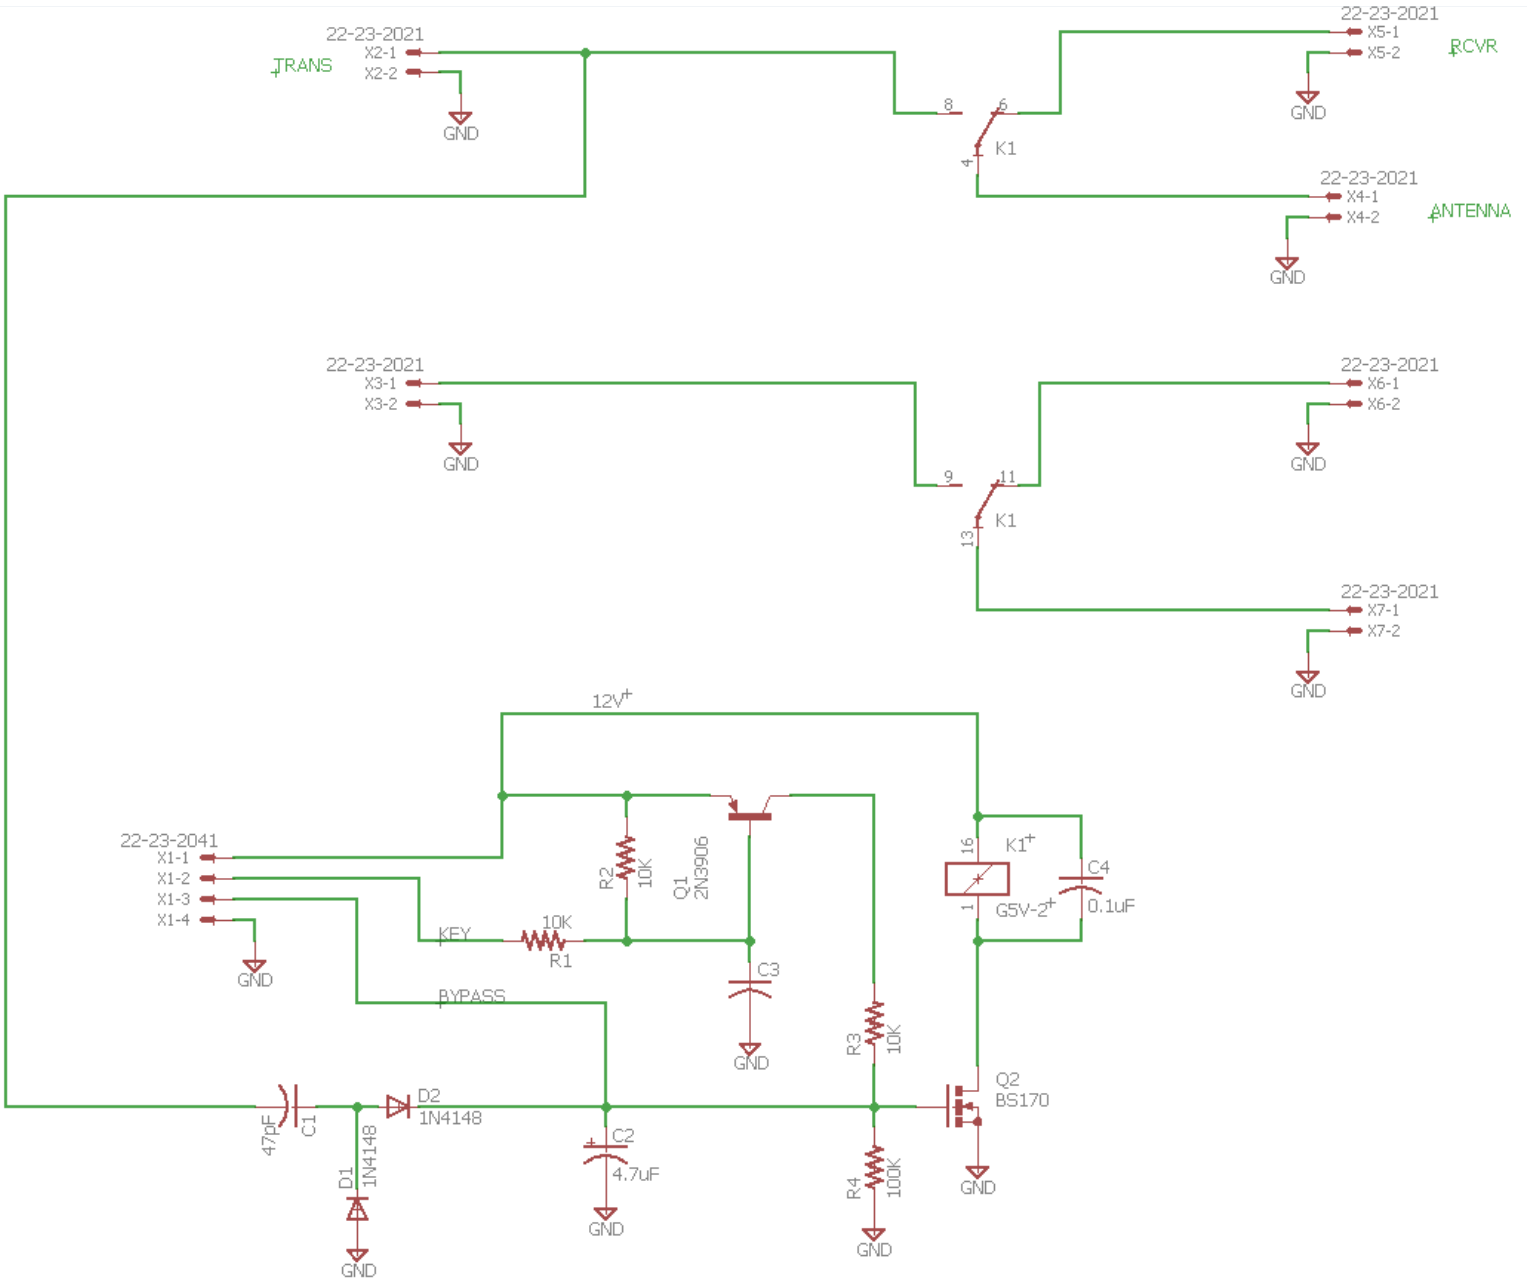 22-23-2021
X2-1
X2-2
TRANS
GND
22-23-2021
X5-1
X5-2
RCVR
GND
8
6
4
K1
22-23-2021
X4-1
X4-2
ANTENNA
GND
22-23-2021
X3-1
X3-2
GND
22-23-2021
X6-1
X6-2
GND
9
11
13
K1
22-23-2021
X7-1
X7-2
GND
12V
22-23-2041
X1-1
X1-2
X1-3
X1-4
GND
R2
10K
Q1
2N3906
16
K1
1
G5V-2
C4
0.1uF
KEY
10K
R1
C3
GND
BYPASS
R3
10K
Q2
BS170
GND
47pF
C1
D2
1N4148
D1
1N4148
GND
C2
4.7uF
GND
R4
100K
GND